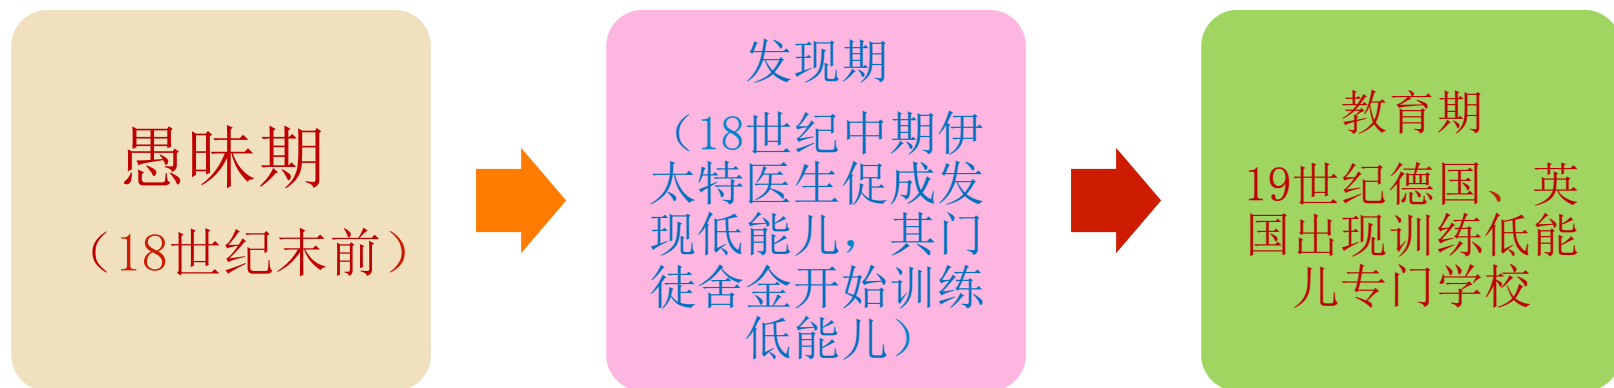 愚昧期
（18世纪末前）
发现期
（18世纪中期伊
太特医生促成发
现低能儿，其门
徒舍金开始训练
低能儿）
教育期
19世纪德国、英
国出现训练低能
儿专门学校